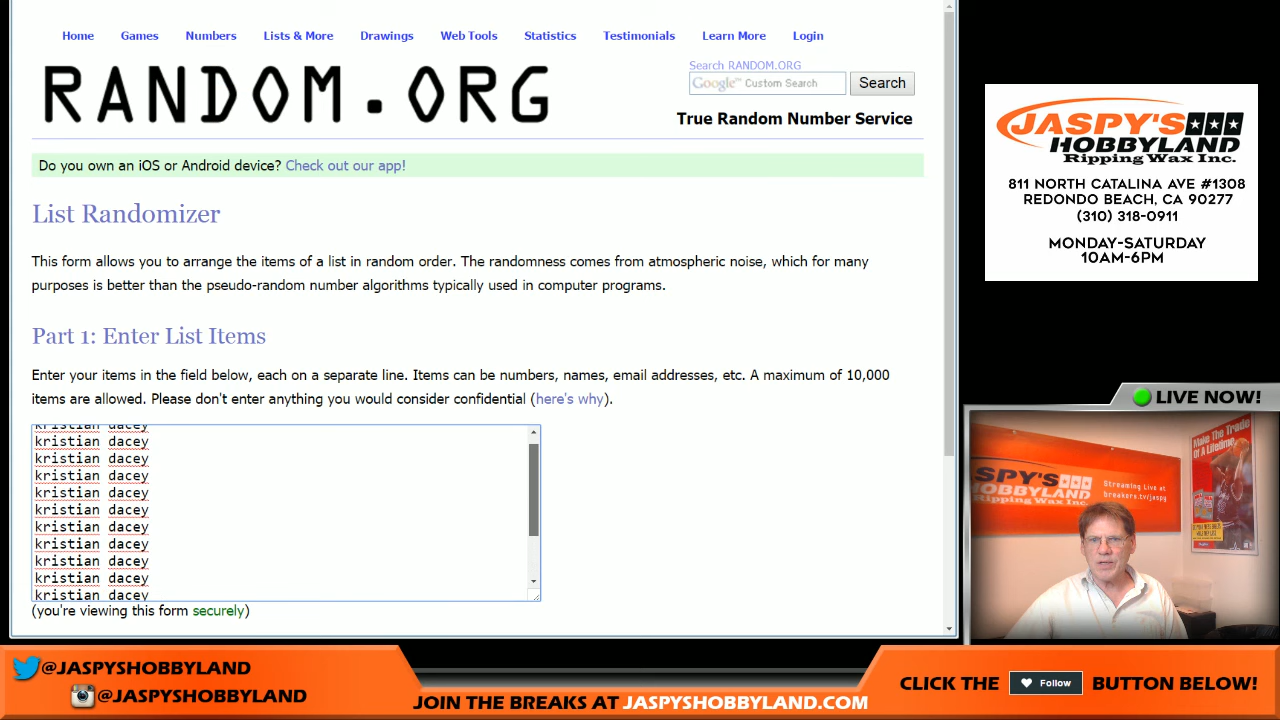 Home Games Numbers Lists & More Drawings Web Tools Statistics Testimonials Learn More Login
RANDOM.ORG
Search RANDOM.ORG
Google™ Custom Search
Search
True Random Number Service
Do you own an iOS or Android device? Check out our app!
List Randomizer
This form allows you to arrange the items of a list in random order. The randomness comes from atmospheric noise, which for many
purposes is better than the pseudo-random number algorithms typically used in computer programs.
Part 1: Enter List Items
Enter your items in the field below, each on a separate line. Items can be numbers, names, email addresses, etc. A maximum of 10,000
items are allowed. Please don't enter anything you would consider confidential (here's why).
kristian dacey
kristian dacey
kristian dacey
kristian dacey
kristian dacey
kristian dacey
kristian dacey
kristian dacey
kristian dacey
kristian dacey
kristian dacey
(you're viewing this form securely)
JASPY'S
HOBBYLAND
Ripping Wax Inc.
811 NORTH CATALINA AVE #1308
REDONDO BEACH, CA 90277
(310) 318-0911
MONDAY-SATURDAY
10AM-6PM
LIVE NOW!
SPY'S
HOBBYLAND
Ripping Wax Inc.
Streaming Live at
breakers.tv/jaspy
Make The Trade
Of A Lifetime
@JASPYSHOBBYLAND
@JASPYSHOBBYLAND
JOIN THE BREAKS AT JASPYSHOBBYLAND.COM
CLICK THE Follow BUTTON BELOW!